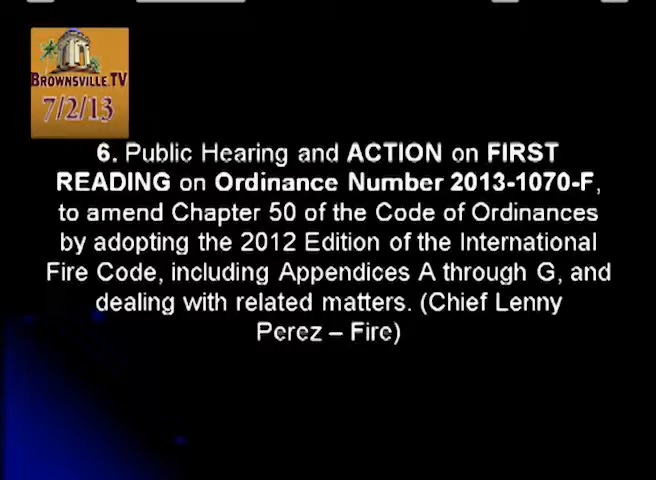 BROWNSVILLE.TV
7/2/13
6. Public Hearing and ACTION on FIRST
READING on Ordinance Number 2013-1070-F,
to amend Chapter 50 of the Code of Ordinances
by adopting the 2012 Edition of the International
Fire Code, including Appendices A through G, and
dealing with related matters. (Chief Lenny
Perez – Fire)